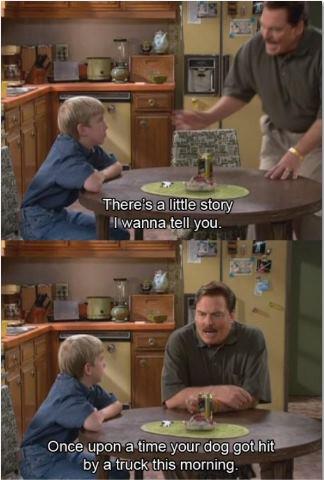 There's a little story
I wanna tell you.
Once upon a time your dog got hit
by a truck this morning.